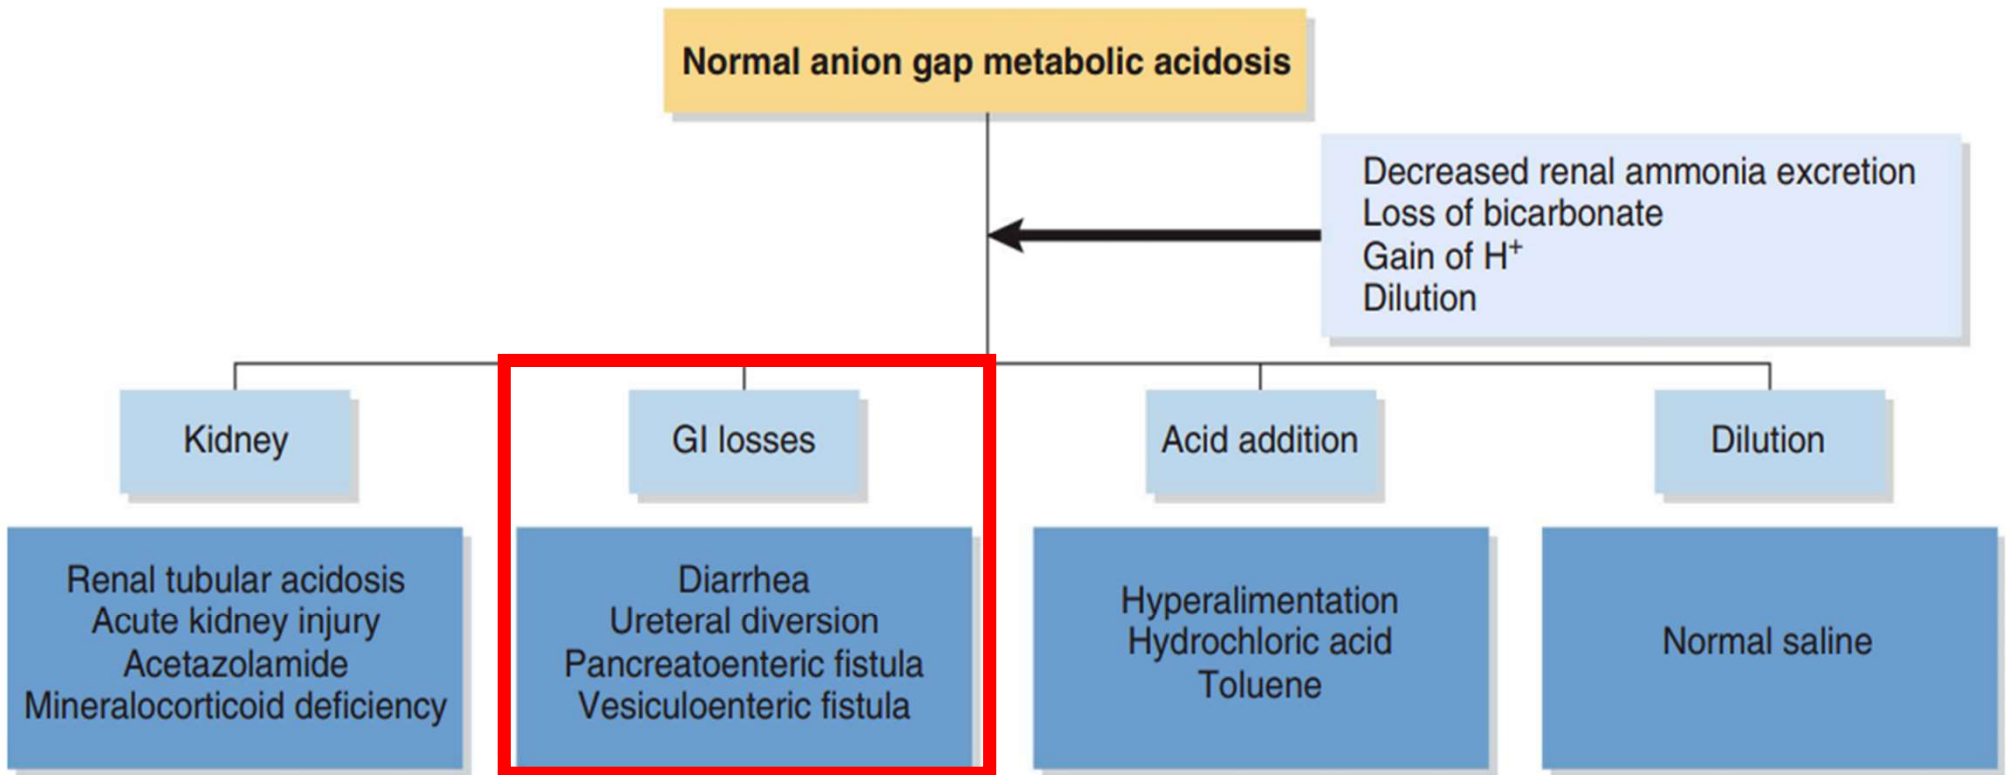 Normal anion gap metabolic acidosis
Decreased renal ammonia excretion
Loss of bicarbonate
Gain of H⁺
Dilution
Kidney
GI losses
Acid addition
Dilution
Renal tubular acidosis
Acute kidney injury
Acetazolamide
Mineralocorticoid deficiency
Diarrhea
Ureteral diversion
Pancreatoenteric fistula
Vesiculoenteric fistula
Hyperalimentation
Hydrochloric acid
Toluene
Normal saline